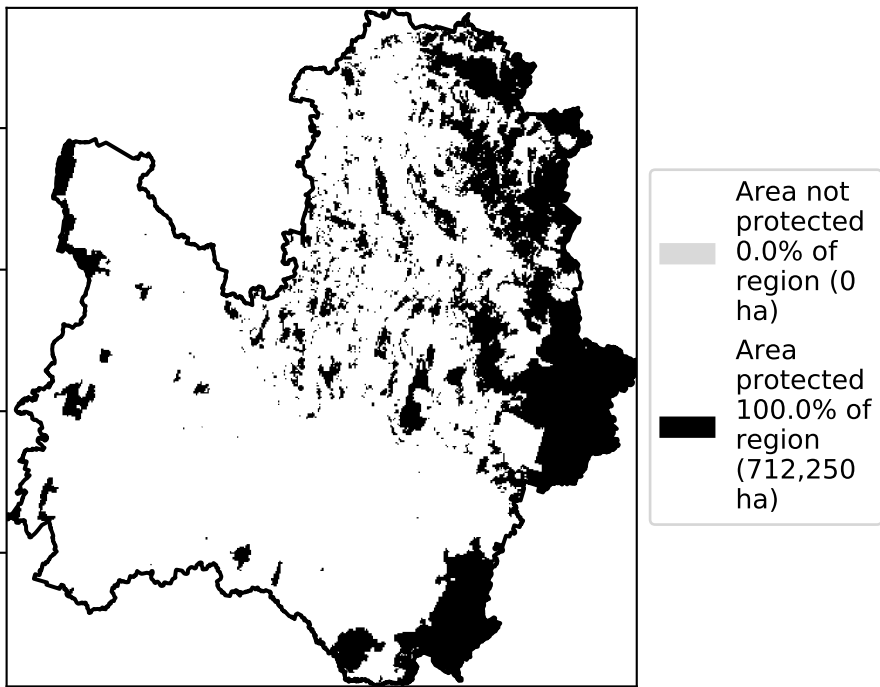 Area not
protected
0.0% of
region (0
ha)
Area
protected
100.0% of
region
(712,250
ha)